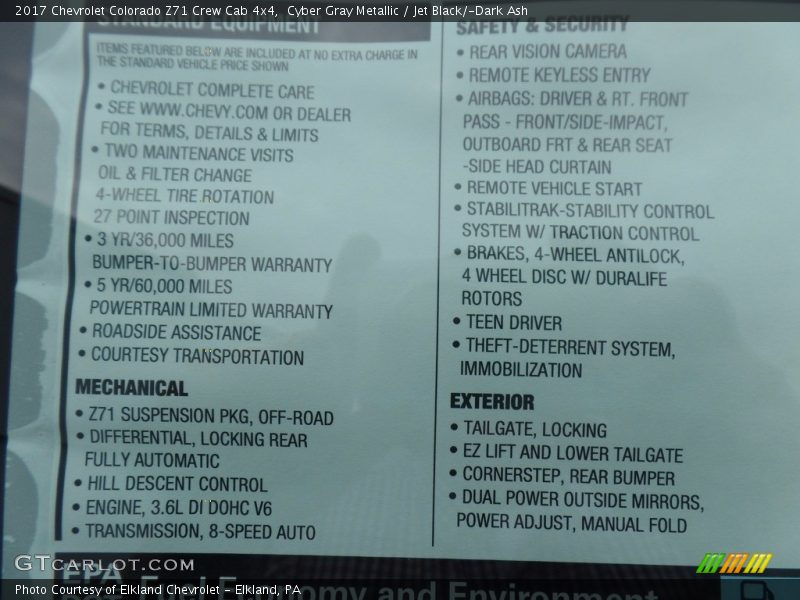 2017 Chevrolet Colorado Z71 Crew Cab 4x4,  Cyber Gray Metallic / Jet Black/­Dark Ash
STANDARD EQUIPMENT
ITEMS FEATURED BELOW ARE INCLUDED AT NO EXTRA CHARGE IN
THE STANDARD VEHICLE PRICE SHOWN
• CHEVROLET COMPLETE CARE
• SEE WWW.CHEVY.COM OR DEALER
FOR TERMS, DETAILS & LIMITS
• TWO MAINTENANCE VISITS
OIL & FILTER CHANGE
4-WHEEL TIRE ROTATION
27 POINT INSPECTION
• 3 YR/36,000 MILES
BUMPER-TO-BUMPER WARRANTY
• 5 YR/60,000 MILES
POWERTRAIN LIMITED WARRANTY
• ROADSIDE ASSISTANCE
• COURTESY TRANSPORTATION
MECHANICAL
• Z71 SUSPENSION PKG, OFF-ROAD
• DIFFERENTIAL, LOCKING REAR
FULLY AUTOMATIC
• HILL DESCENT CONTROL
• ENGINE, 3.6L DI DOHC V6
• TRANSMISSION, 8-SPEED AUTO
SAFETY & SECURITY
• REAR VISION CAMERA
• REMOTE KEYLESS ENTRY
• AIRBAGS: DRIVER & RT. FRONT
PASS - FRONT/SIDE-IMPACT,
OUTBOARD FRT & REAR SEAT
-SIDE HEAD CURTAIN
• REMOTE VEHICLE START
• STABILITRAK-STABILITY CONTROL
SYSTEM W/ TRACTION CONTROL
• BRAKES, 4-WHEEL ANTILOCK,
4 WHEEL DISC W/ DURALIFE
ROTORS
• TEEN DRIVER
• THEFT-DETERRENT SYSTEM,
IMMOBILIZATION
EXTERIOR
• TAILGATE, LOCKING
• EZ LIFT AND LOWER TAILGATE
• CORNERSTEP, REAR BUMPER
• DUAL POWER OUTSIDE MIRRORS,
POWER ADJUST, MANUAL FOLD
GTCARLOT.COM
EPA Fuel Economy and Environment
Photo Courtesy of Elkland Chevrolet - Elkland, PA